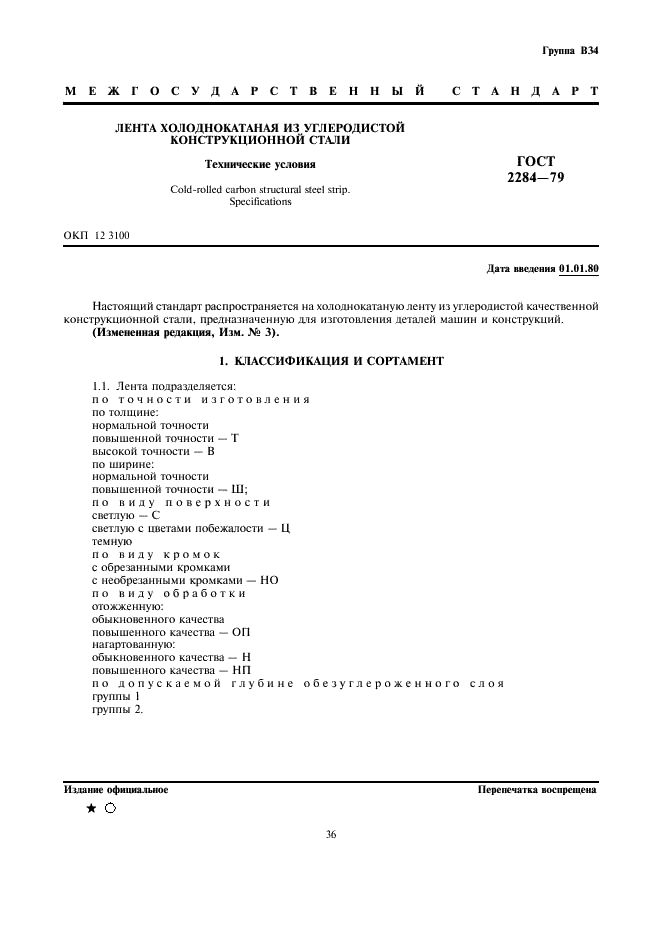 Группа В34
МЕЖГОСУДАРСТВЕННЫЙ СТАНДАРТ
ЛЕНТА ХОЛОДНОКАТАНАЯ ИЗ УГЛЕРОДИСТОЙ
КОНСТРУКЦИОННОЙ СТАЛИ
Технические условия
Cold-rolled carbon structural steel strip.
Specifications
ГОСТ
2284—79
ОКП 12 3100
Дата введения 01.01.80
Настоящий стандарт распространяется на холоднокатаную ленту из углеродистой качественной
конструкционной стали, предназначенную для изготовления деталей машин и конструкций.
(Измененная редакция, Изм. № 3).
1. КЛАССИФИКАЦИЯ И СОРТАМЕНТ
1.1. Лента подразделяется:
по точности изготовления
по толщине:
нормальной точности
повышенной точности — Т
высокой точности — В
по ширине:
нормальной точности
повышенной точности — Ш;
по виду поверхности
светлую — С
светлую с цветами побежалости — Ц
темную
по виду кромок
с обрезанными кромками
с необрезанными кромками — НО
по виду обработки
отожженную:
обыкновенного качества
повышенного качества — ОП
нагартованную:
обыкновенного качества — Н
повышенного качества — НП
по допускаемой глубине обезуглероженного слоя
группы 1
группы 2.
Издание официальное
Перепечатка воспрещена
36